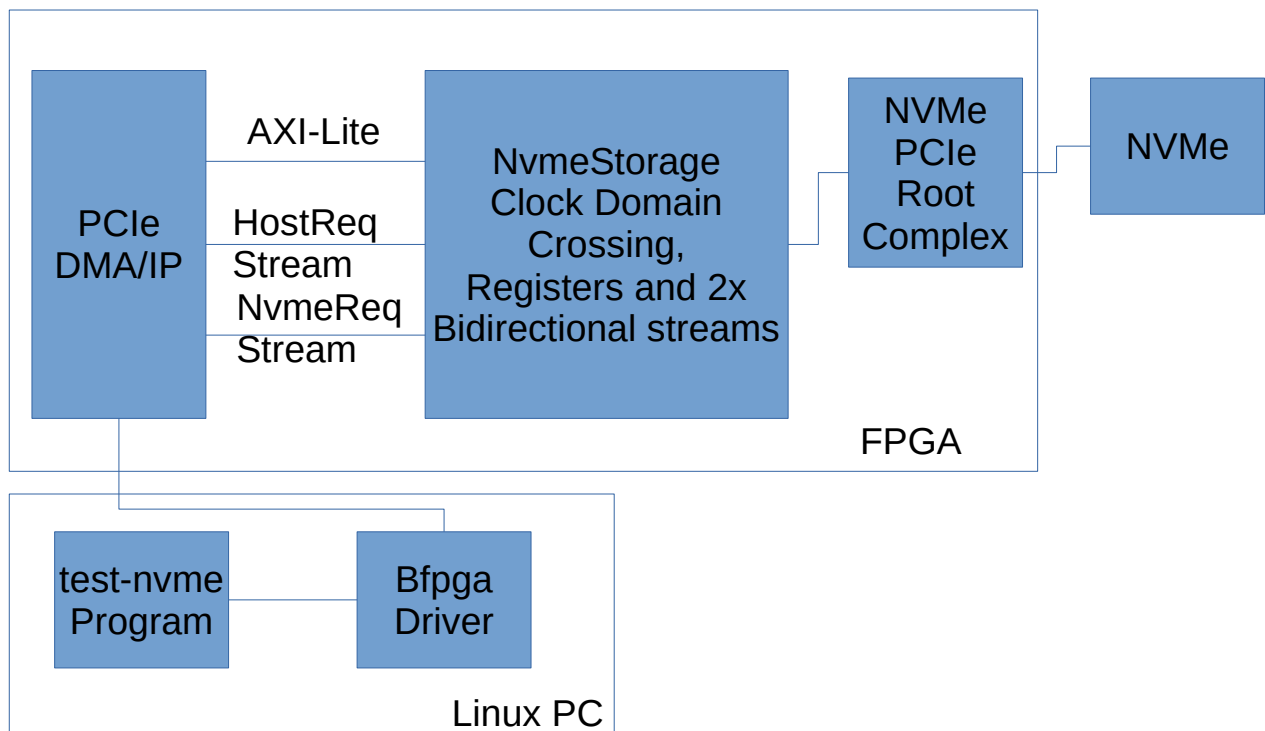 AXI-Lite
PCIe
DMA/IP
HostReq
Stream
NvmeReq
Stream
NvmeStorage
Clock Domain
Crossing,
Registers and 2x
Bidirectional streams
NVMe
PCIe
Root
Complex
NVMe
FPGA
test-nvme
Program
Bfpga
Driver
Linux PC